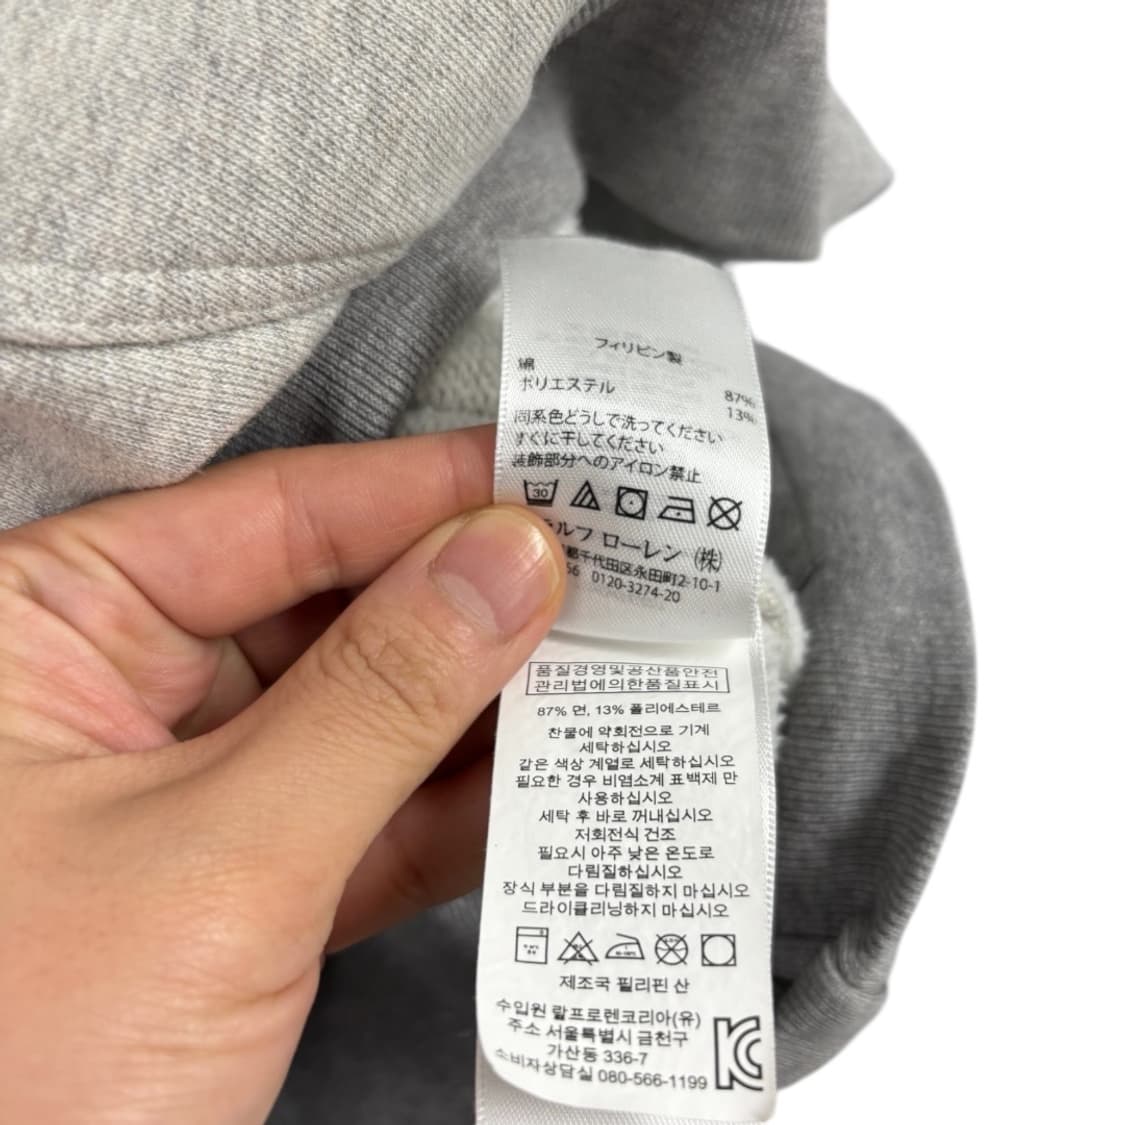 フィリピン製
綿 87%
ポリエステル 13%
同系色どうしで洗ってください
すぐに干してください
装飾部分へのアイロン禁止
30
ルフ ローレン (株)
都千代田区永田町2-10-1
56 0120-3274-20
품질경영및공산품안전
관리법에의한품질표시
87% 면, 13% 폴리에스테르
찬물에 약회전으로 기계
세탁하십시오
같은 색상 계열로 세탁하십시오
필요한 경우 비염소계 표백제 만
사용하십시오
세탁 후 바로 꺼내십시오
저회전식 건조
필요시 아주 낮은 온도로
다림질하십시오
장식 부분을 다림질하지 마십시오
드라이클리닝하지 마십시오
제조국 필리핀 산
수입원 랄프로렌코리아(유)
주소 서울특별시 금천구
가산동 336-7
소비자상담실 080-566-1199